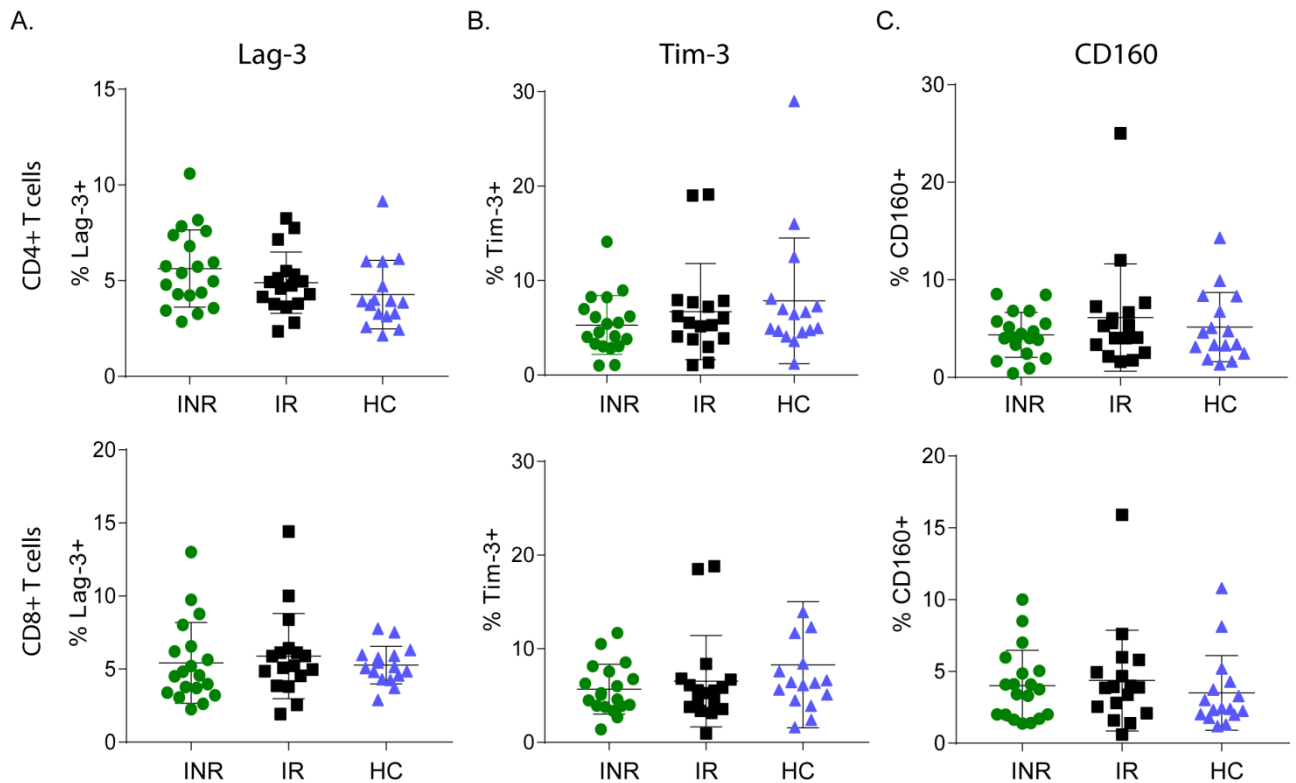 A.
B.
C.
Lag-3
Tim-3
CD160
CD4+ T cells
% Lag-3+
15
10
5
0
INR IR HC
% Tim-3+
30
20
10
0
INR IR HC
% CD160+
30
20
10
0
INR IR HC
CD8+ T cells
% Lag-3+
20
15
10
5
0
INR IR HC
% Tim-3+
30
20
10
0
INR IR HC
% CD160+
20
15
10
5
0
INR IR HC